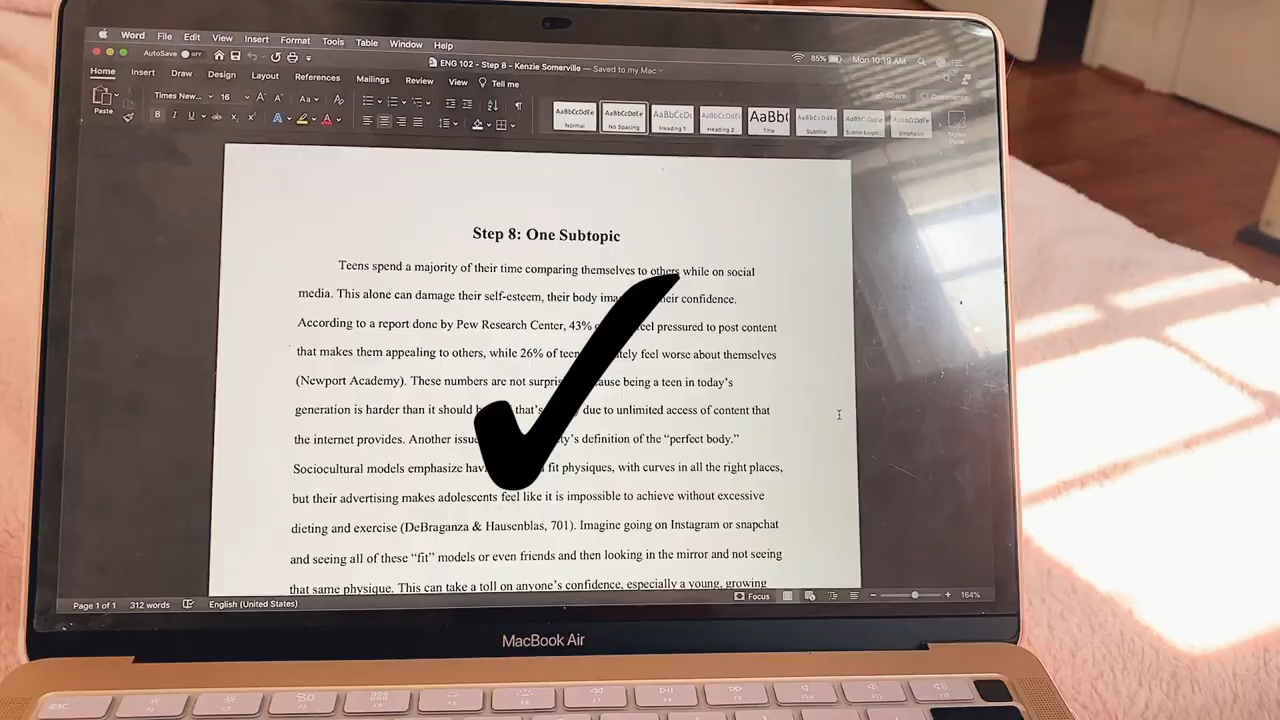 Word File Edit View Insert Format Tools Table Window Help
85% Mon 10:19 AM
AutoSave OFF
ENG 102 - Step 8 - Kenzie Somerville — Saved to my Mac
Home Insert Draw Design Layout References Mailings Review View Tell me
Share Comments
Paste
Times New... 16
AaBbCcDdEe AaBbCcDdEe AaBbCcDc AaBbCcDdEe AaBb( AaBbCcDdEe AaBbCcDdEe AaBbCcDdEe
Normal No Spacing Heading 1 Heading 2 Title Subtitle Subtle Emph... Emphasis
Styles Pane
Step 8: One Subtopic
Teens spend a majority of their time comparing themselves to others while on social
media. This alone can damage their self-esteem, their body their confidence.
According to a report done by Pew Research Center, 43% pressured to post content
that makes them appealing to others, while 26% of feel worse about themselves
(Newport Academy). These numbers are not being a teen in today's
generation is harder than it should that's due to unlimited access of content that
the internet provides. Another definition of the “perfect body.”
Sociocultural models emphasize fit physiques, with curves in all the right places,
but their advertising makes adolescents feel like it is impossible to achieve without excessive
dieting and exercise (DeBraganza & Hausenblas, 701). Imagine going on Instagram or snapchat
and seeing all of these “fit” models or even friends and then looking in the mirror and not seeing
that same physique. This can take a toll on anyone's confidence, especially a young, growing
Page 1 of 1 312 words English (United States)
Focus 164%
MacBook Air
esc